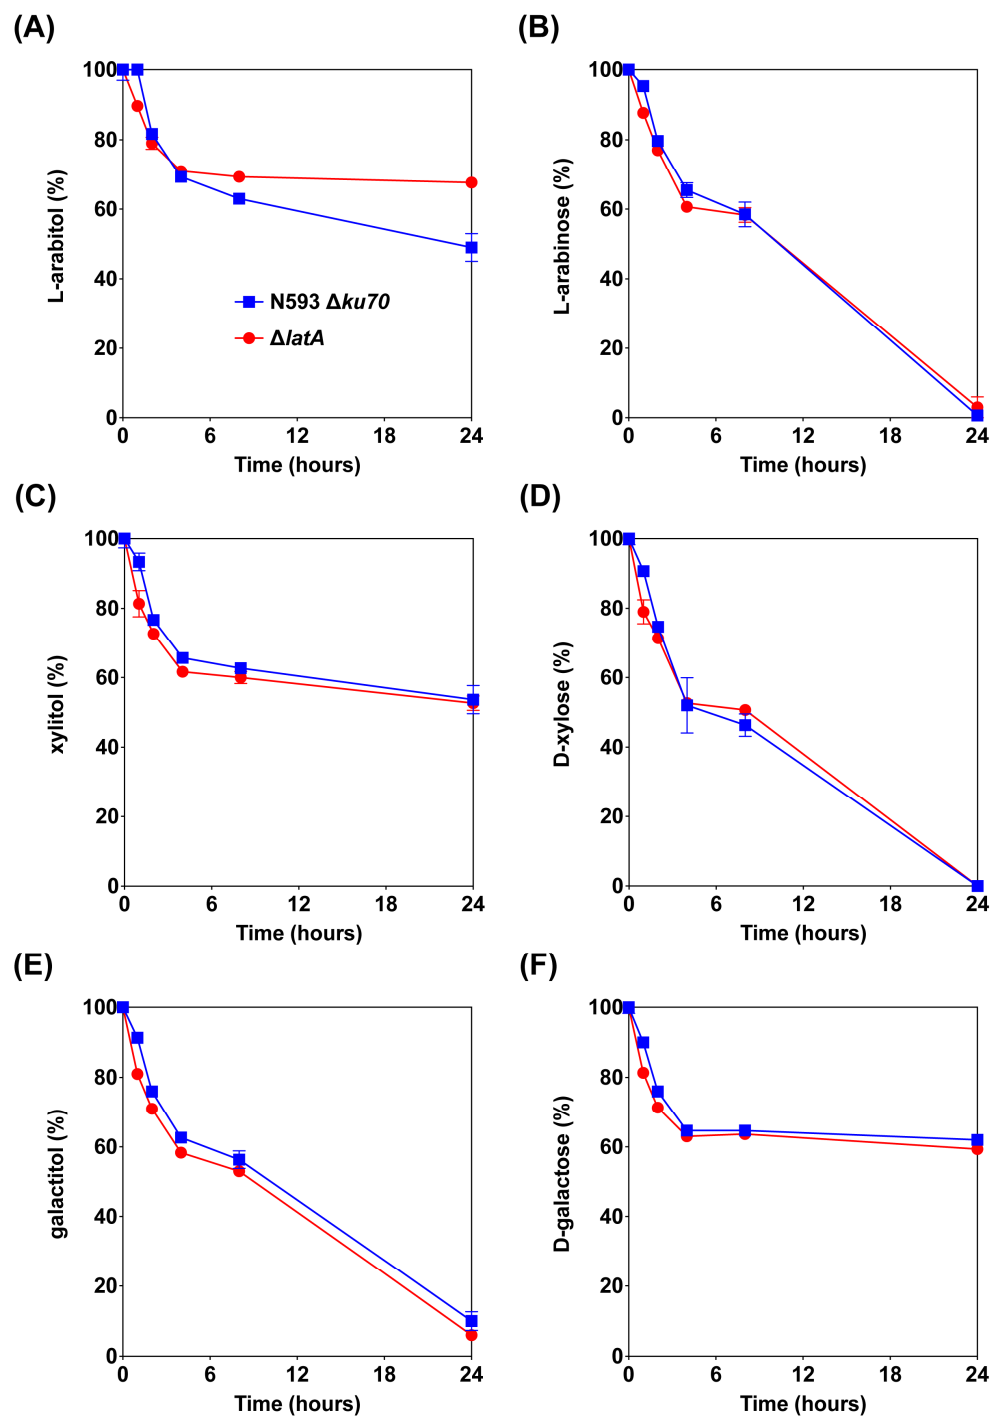 (A)
100
80
60
40
20
0
L-arabitol (%)
N593 Δku70
ΔlatA
0 6 12 18 24
Time (hours)
(B)
100
80
60
40
20
0
L-arabinose (%)
0 6 12 18 24
Time (hours)
(C)
100
80
60
40
20
0
xylitol (%)
0 6 12 18 24
Time (hours)
(D)
100
80
60
40
20
0
D-xylose (%)
0 6 12 18 24
Time (hours)
(E)
100
80
60
40
20
0
galactitol (%)
0 6 12 18 24
Time (hours)
(F)
100
80
60
40
20
0
D-galactose (%)
0 6 12 18 24
Time (hours)